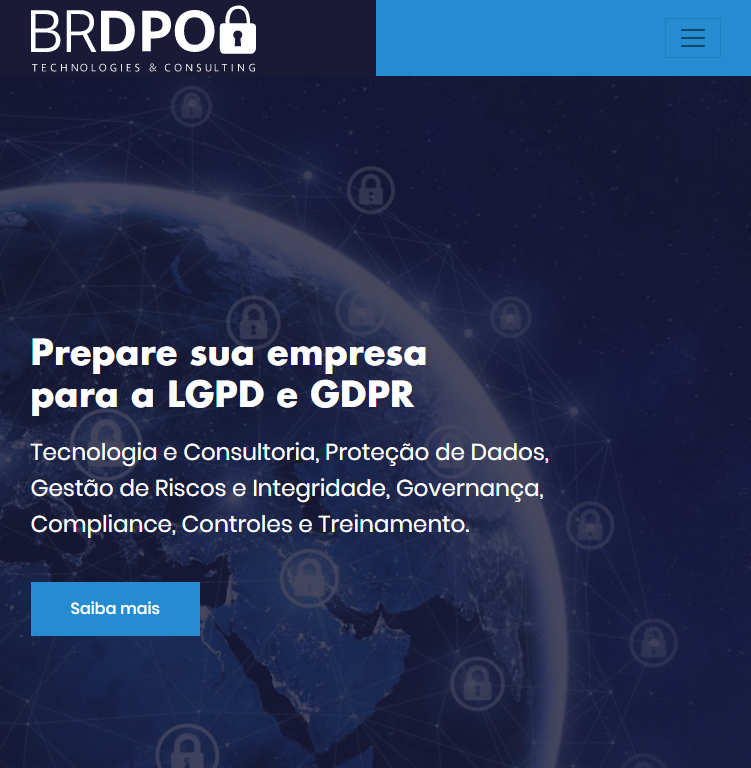 BRDPO
TECHNOLOGIES & CONSULTING
Prepare sua empresa
para a LGPD e GDPR
Tecnologia e Consultoria, Proteção de Dados,
Gestão de Riscos e Integridade, Governança,
Compliance, Controles e Treinamento.
Saiba mais